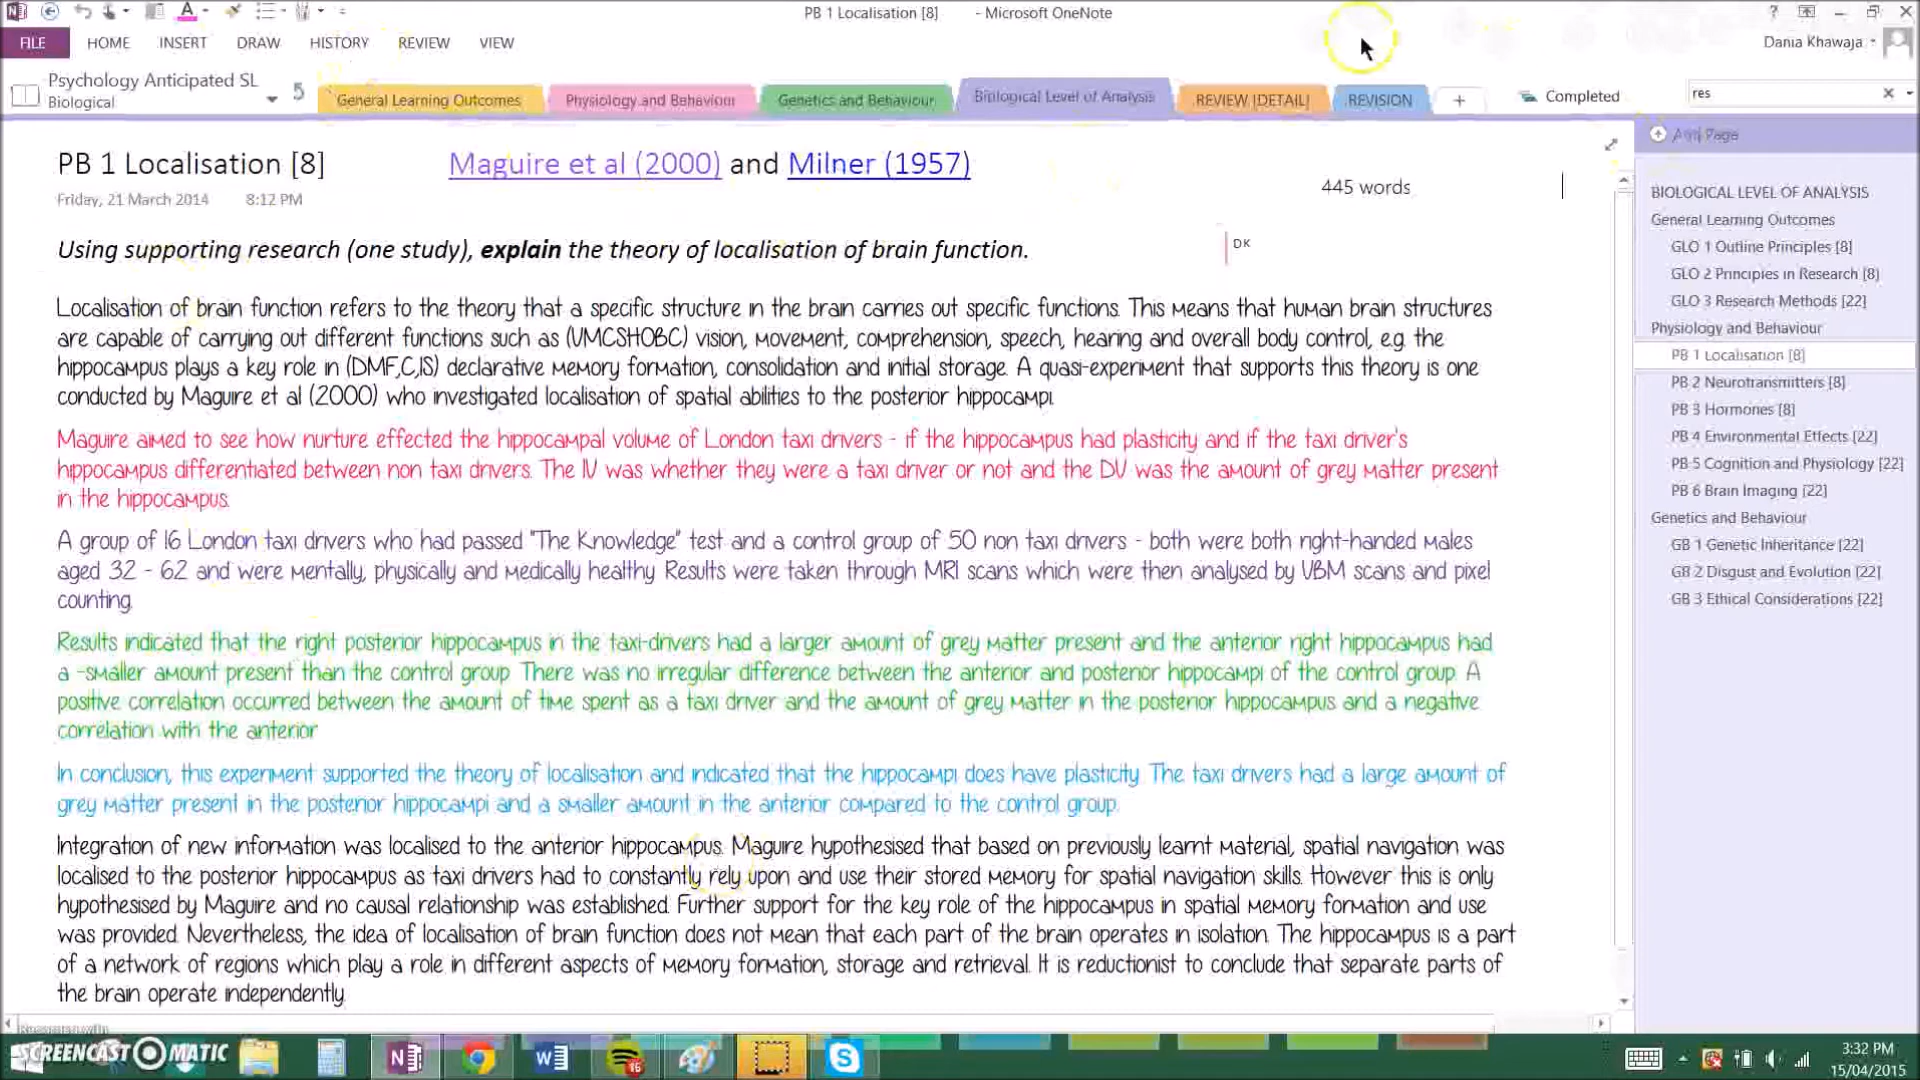 PB 1 Localisation [8] - Microsoft OneNote
FILE HOME INSERT DRAW HISTORY REVIEW VIEW
Dania Khawaja
Psychology Anticipated SL
Biological
5
General Learning Outcomes
Physiology and Behaviour
Genetics and Behaviour
Biological Level of Analysis
REVIEW [DETAIL]
REVISION
Completed
res
PB 1 Localisation [8] Maguire et al (2000) and Milner (1957)
Friday, 21 March 2014 8:12 PM
445 words
Using supporting research (one study), explain the theory of localisation of brain function.
DK
Localisation of brain function refers to the theory that a specific structure in the brain carries out specific functions. This means that human brain structures
are capable of carrying out different functions such as (VMCSHOBC) vision, movement, comprehension, speech, hearing and overall body control, e.g. the
hippocampus plays a key role in (DMF,C,IS) declarative memory formation, consolidation and initial storage. A quasi-experiment that supports this theory is one
conducted by Maguire et al (2000) who investigated localisation of spatial abilities to the posterior hippocampi.
Maguire aimed to see how nurture effected the hippocampal volume of London taxi drivers - if the hippocampus had plasticity and if the taxi driver's
hippocampus differentiated between non taxi drivers. The IV was whether they were a taxi driver or not and the DV was the amount of grey matter present
in the hippocampus.
A group of 16 London taxi drivers who had passed "The Knowledge" test and a control group of 50 non taxi drivers - both were both right-handed males
aged 32 - 62 and were mentally, physically and medically healthy Results were taken through MRI scans which were then analysed by VBM scans and pixel
counting.
Results indicated that the right posterior hippocampus in the taxi-drivers had a larger amount of grey matter present and the anterior right hippocampus had
a -smaller amount present than the control group. There was no irregular difference between the anterior and posterior hippocampi of the control group. A
positive correlation occurred between the amount of time spent as a taxi driver and the amount of grey matter in the posterior hippocampus and a negative
correlation with the anterior
In conclusion, this experiment supported the theory of localisation and indicated that the hippocampi does have plasticity. The taxi drivers had a large amount of
grey matter present in the posterior hippocampi and a smaller amount in the anterior compared to the control group.
Integration of new information was localised to the anterior hippocampus. Maguire hypothesised that based on previously learnt material, spatial navigation was
localised to the posterior hippocampus as taxi drivers had to constantly rely upon and use their stored memory for spatial navigation skills. However this is only
hypothesised by Maguire and no causal relationship was established. Further support for the key role of the hippocampus in spatial memory formation and use
was provided. Nevertheless, the idea of localisation of brain function does not mean that each part of the brain operates in isolation. The hippocampus is a part
of a network of regions which play a role in different aspects of memory formation, storage and retrieval. It is reductionist to conclude that separate parts of
the brain operate independently.
Add Page
BIOLOGICAL LEVEL OF ANALYSIS
General Learning Outcomes
GLO 1 Outline Principles [8]
GLO 2 Principles in Research [8]
GLO 3 Research Methods [22]
Physiology and Behaviour
PB 1 Localisation [8]
PB 2 Neurotransmitters [8]
PB 3 Hormones [8]
PB 4 Environmental Effects [22]
PB 5 Cognition and Physiology [22]
PB 6 Brain Imaging [22]
Genetics and Behaviour
GB 1 Genetic Inheritance [22]
GB 2 Disgust and Evolution [22]
GB 3 Ethical Considerations [22]
SCREENCAST MATIC
16
3:32 PM
15/04/2015